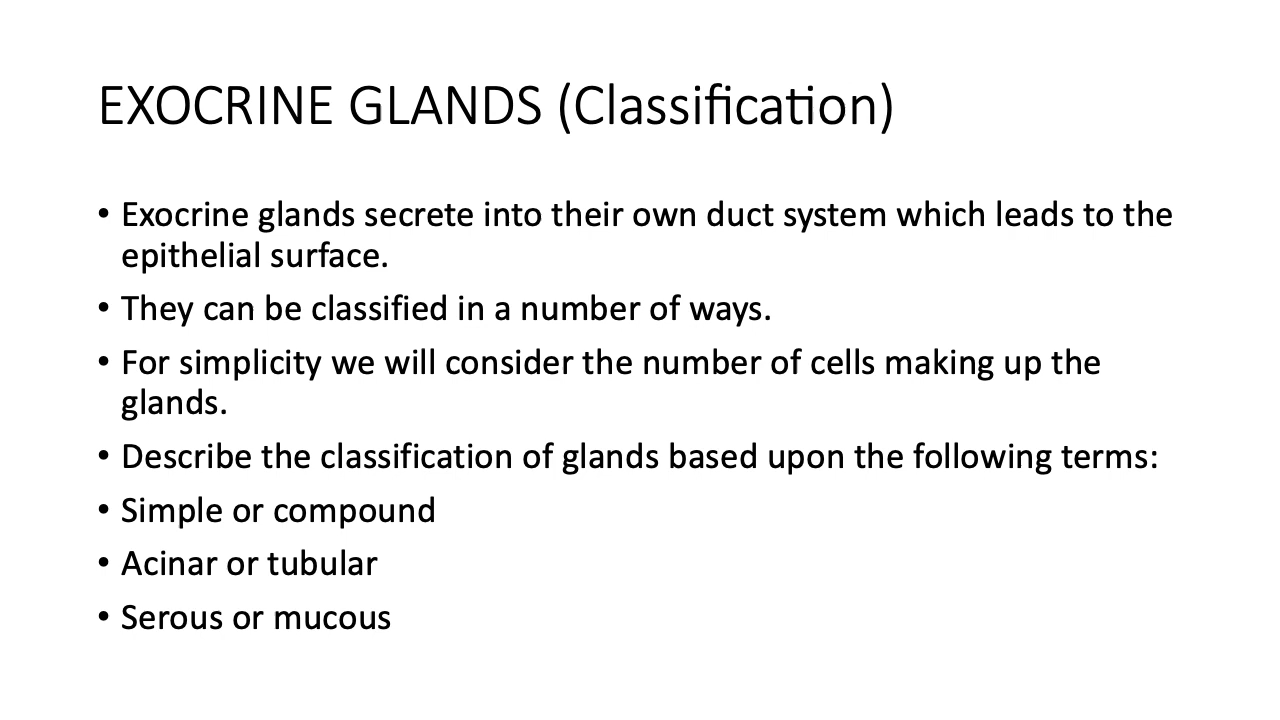 EXOCRINE GLANDS (Classification)
• Exocrine glands secrete into their own duct system which leads to the
epithelial surface.
• They can be classified in a number of ways.
• For simplicity we will consider the number of cells making up the
glands.
• Describe the classification of glands based upon the following terms:
• Simple or compound
• Acinar or tubular
• Serous or mucous